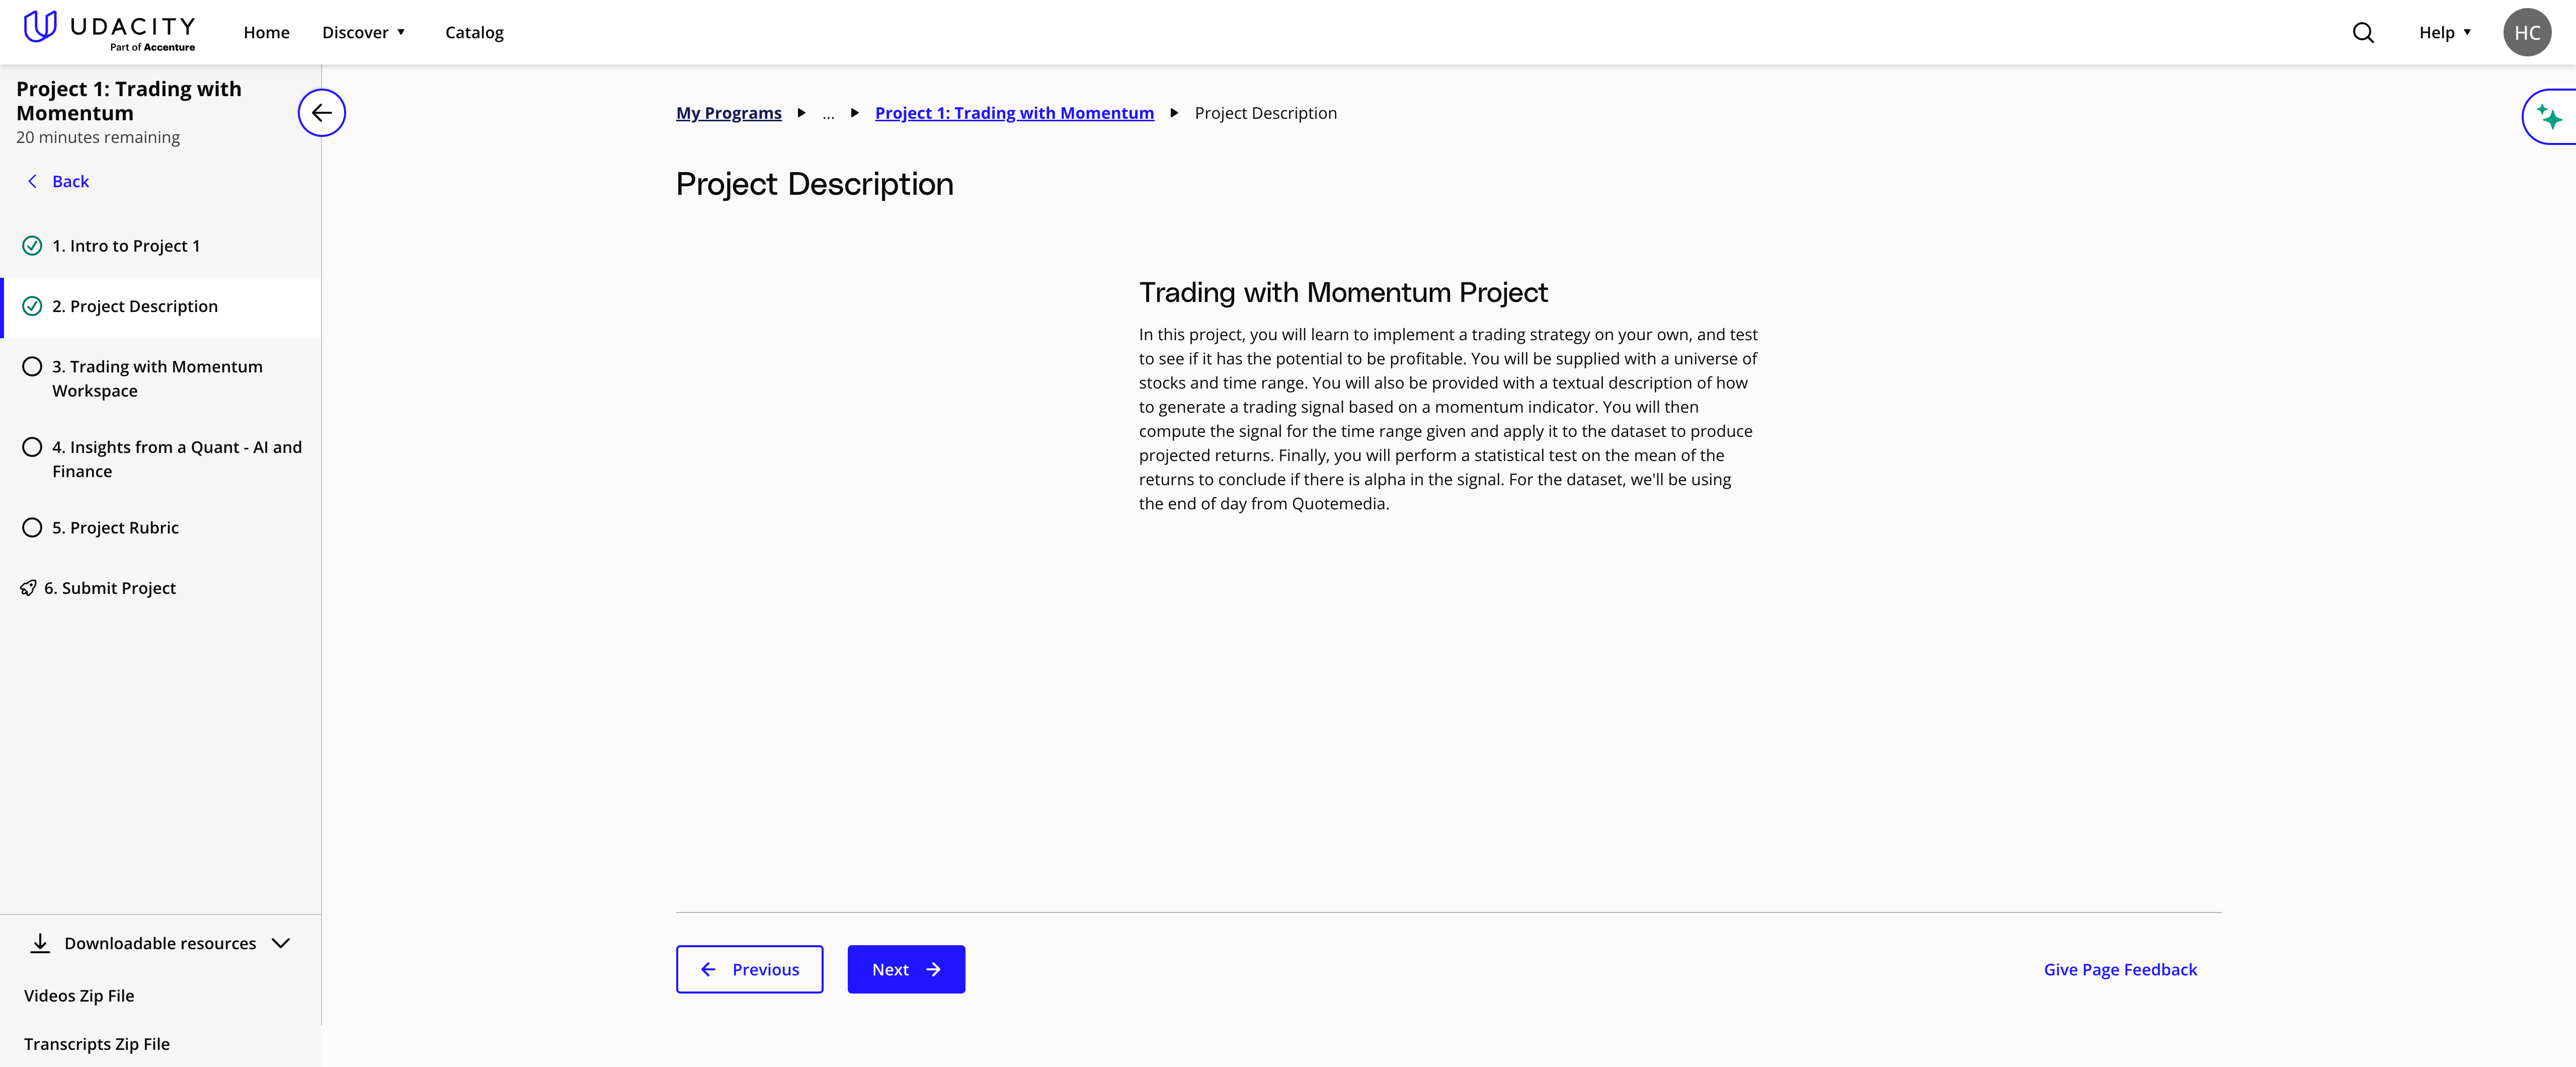 UDACITY
Part of Accenture
Home
Discover
Catalog
Help
HC
Project 1: Trading with
Momentum
20 minutes remaining
Back
1. Intro to Project 1
2. Project Description
3. Trading with Momentum
Workspace
4. Insights from a Quant - AI and
Finance
5. Project Rubric
6. Submit Project
Downloadable resources
Videos Zip File
Transcripts Zip File
My Programs ... Project 1: Trading with Momentum Project Description
Project Description
Trading with Momentum Project
In this project, you will learn to implement a trading strategy on your own, and test
to see if it has the potential to be profitable. You will be supplied with a universe of
stocks and time range. You will also be provided with a textual description of how
to generate a trading signal based on a momentum indicator. You will then
compute the signal for the time range given and apply it to the dataset to produce
projected returns. Finally, you will perform a statistical test on the mean of the
returns to conclude if there is alpha in the signal. For the dataset, we'll be using
the end of day from Quotemedia.
Previous
Next
Give Page Feedback